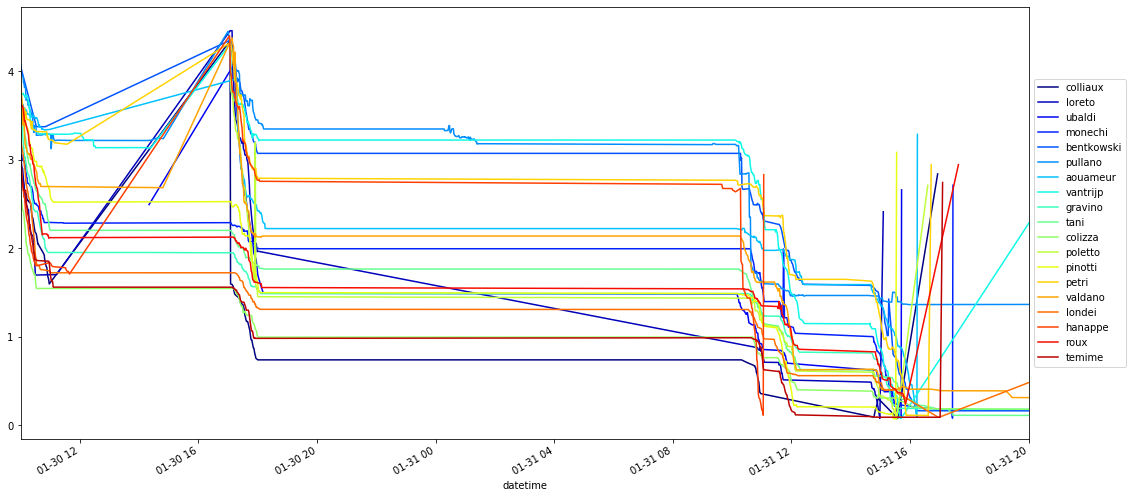 4
3
2
1
0
01-30 12
01-30 16
01-30 20
01-31 00
01-31 04
01-31 08
01-31 12
01-31 16
01-31 20
datetime
colliaux
loreto
ubaldi
monechi
bentkowski
pullano
aouameur
vantrijp
gravino
tani
colizza
poletto
pinotti
petri
valdano
londei
hanappe
roux
temime